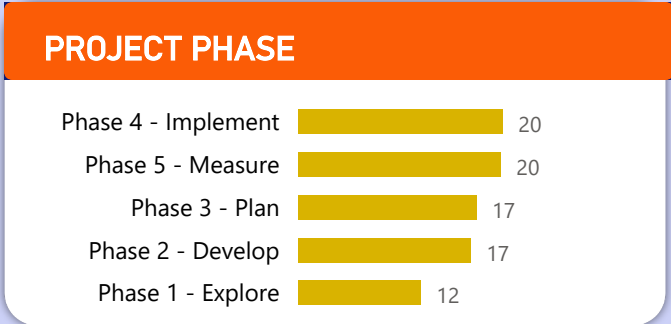 PROJECT PHASE
Phase 4 - Implement 20
Phase 5 - Measure 20
Phase 3 - Plan 17
Phase 2 - Develop 17
Phase 1 - Explore 12